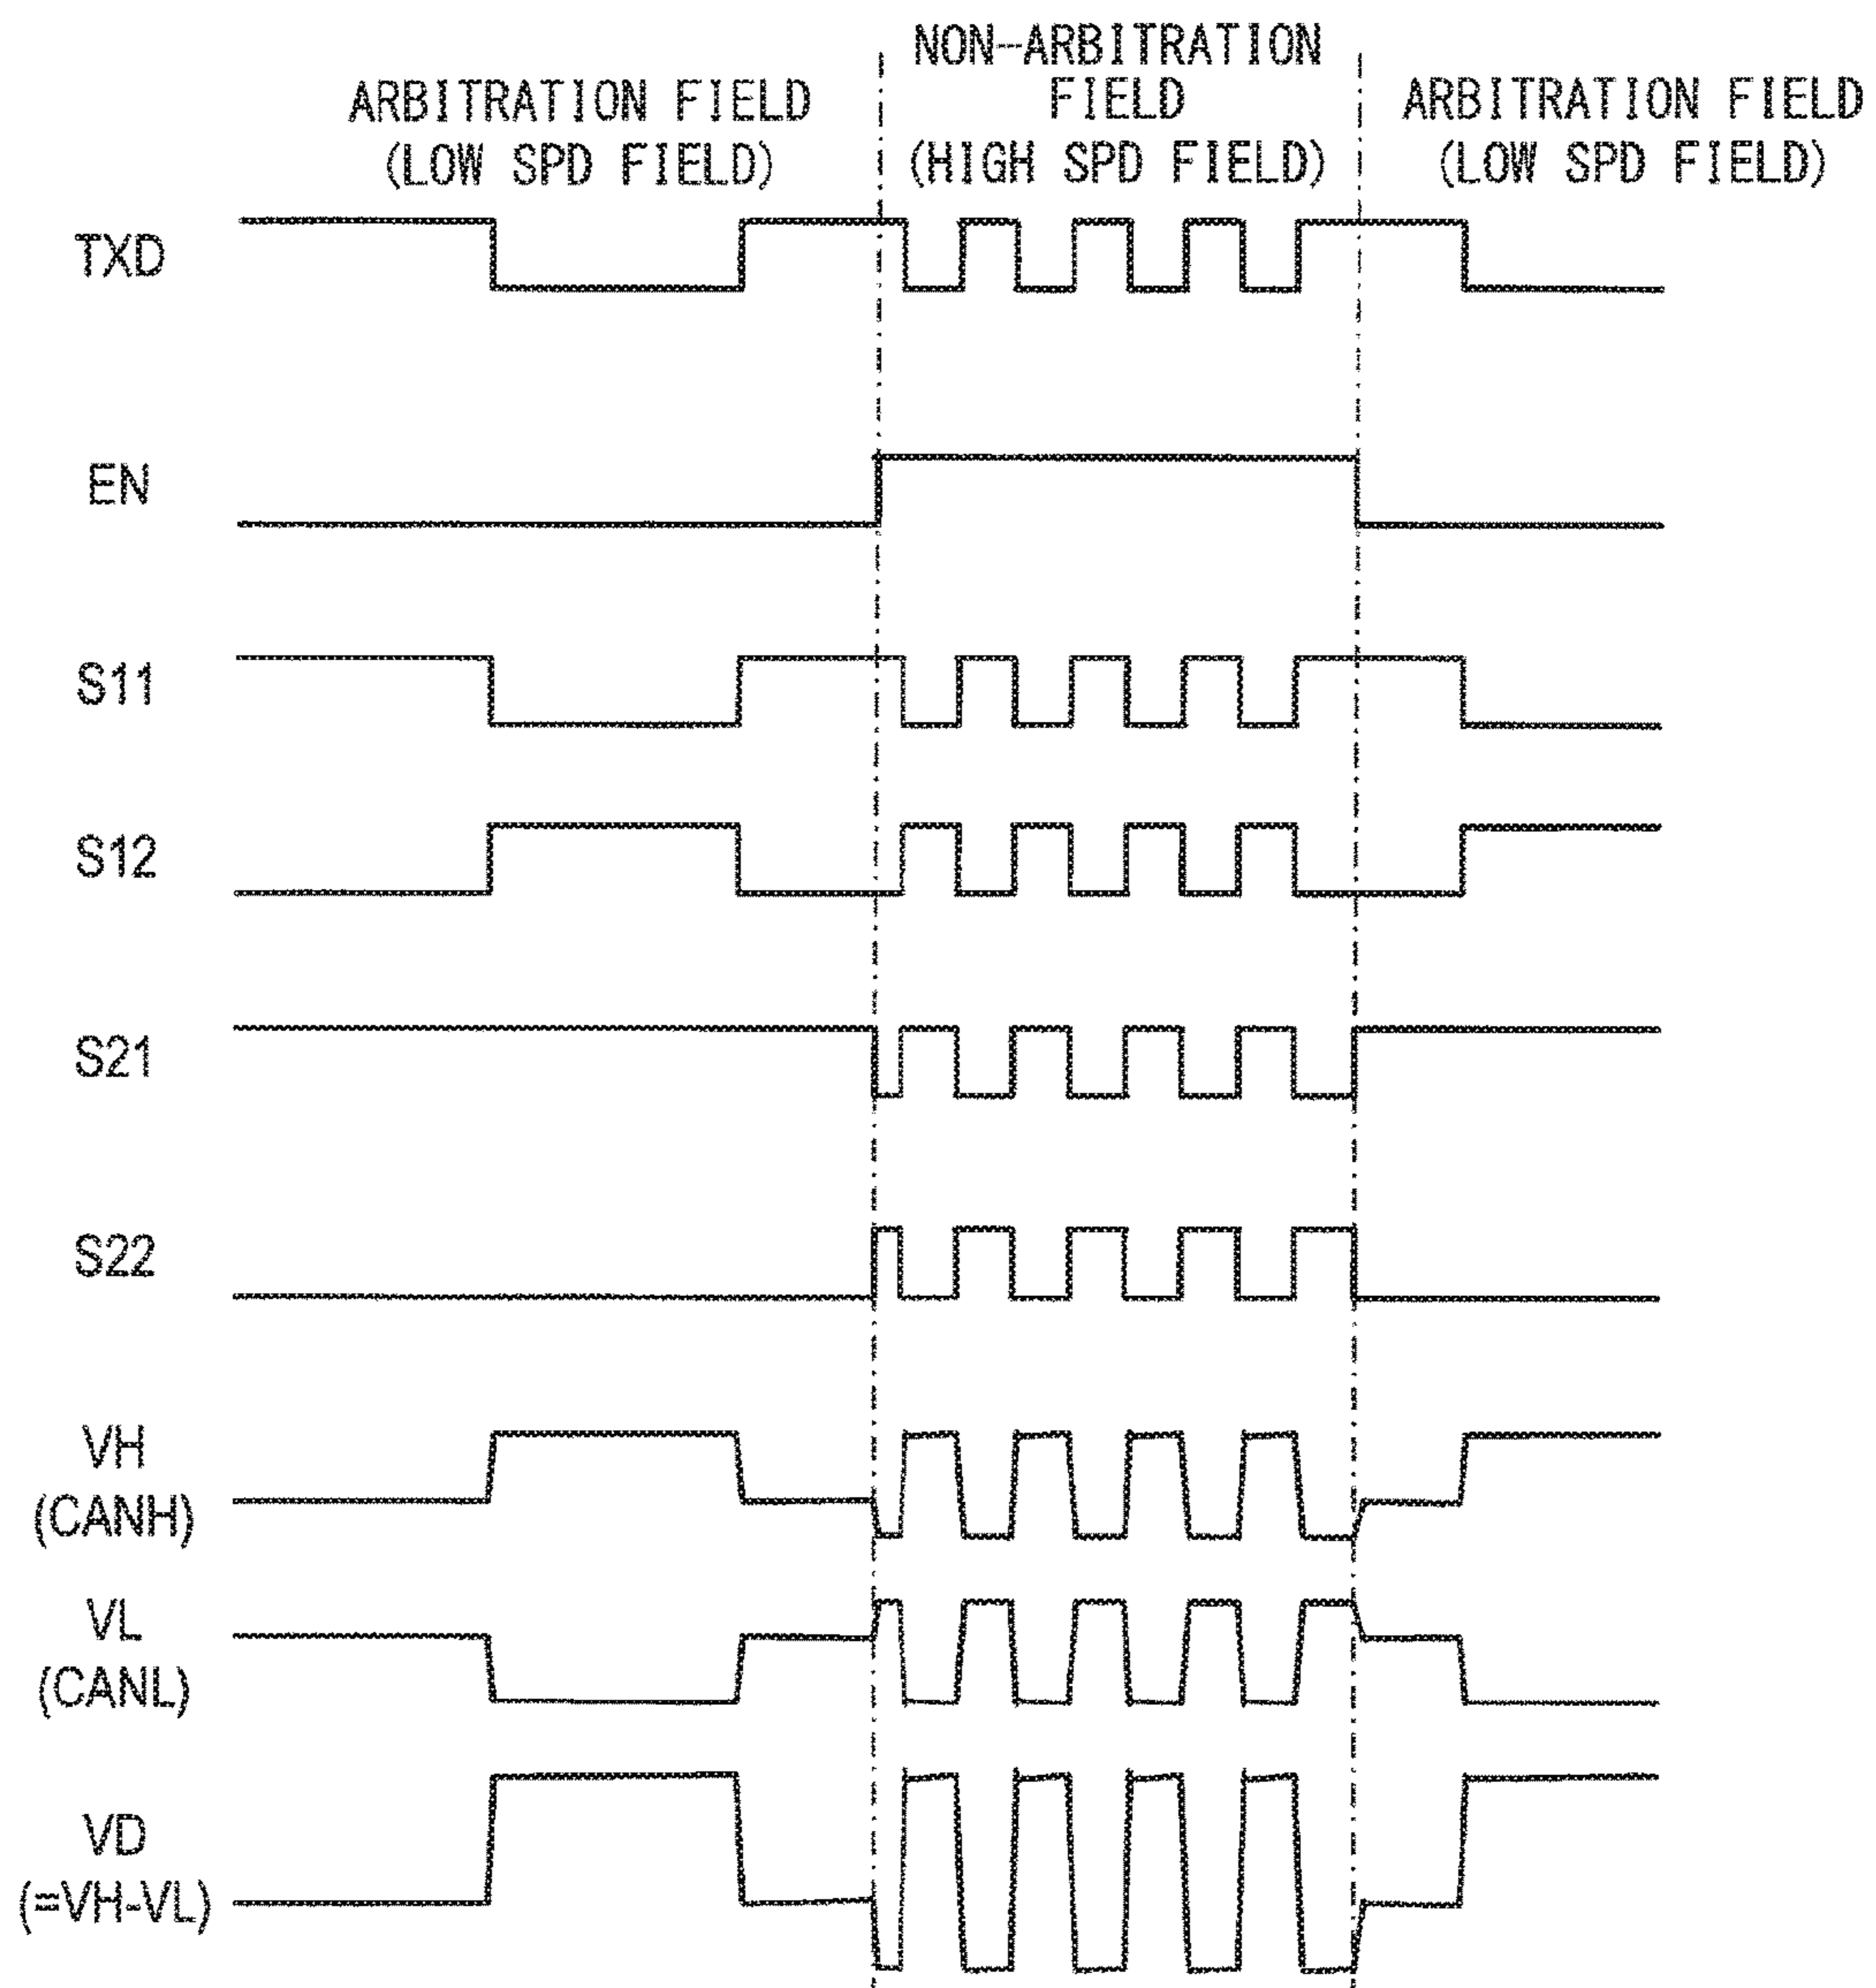 NON-ARBITRATION
FIELD
(HIGH SPD FIELD)
ARBITRATION FIELD
(LOW SPD FIELD)
ARBITRATION FIELD
(LOW SPD FIELD)
TXD
EN
S11
S12
S21
S22
VH
(CANH)
VL
(CANL)
VD
(=VH-VL)